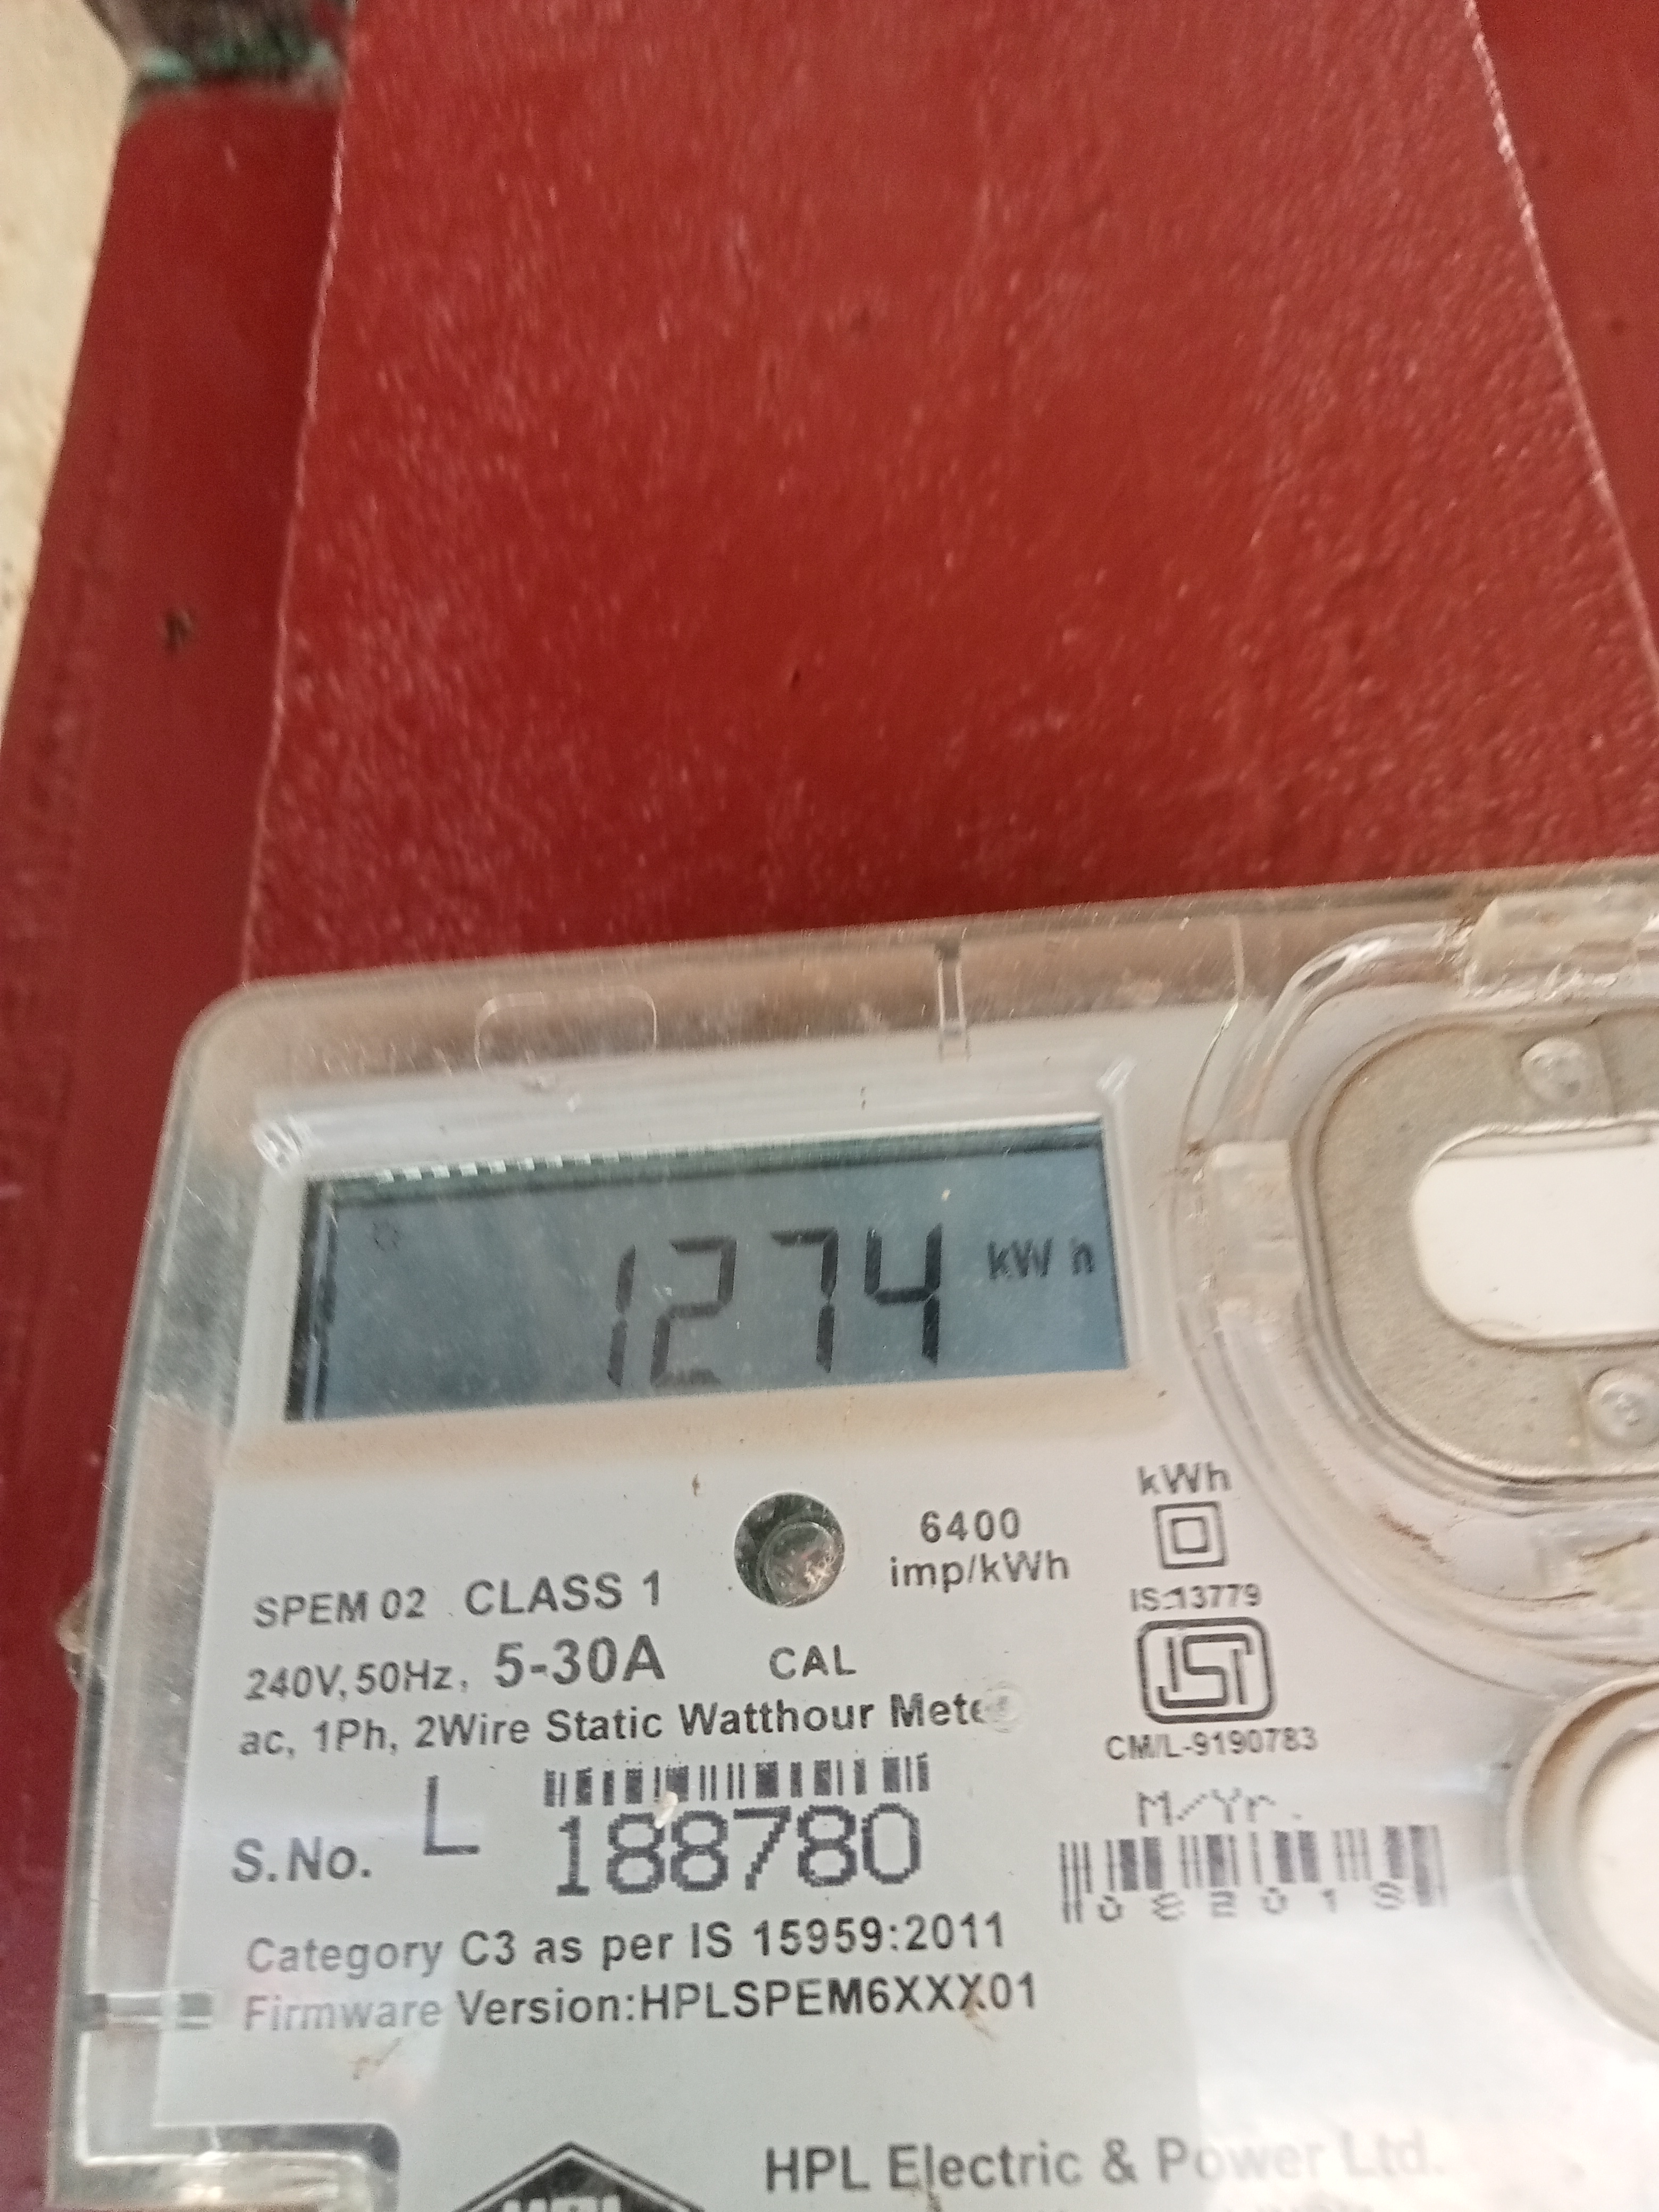 1274 kWh
6400
imp/kWh
kWh
SPEM 02 CLASS 1
IS:13779
240V, 50Hz, 5-30A CAL
ac, 1Ph, 2Wire Static Watthour Mete
CM/L-9190783
M/Yr.
S.No. L 188780
Category C3 as per IS 15959:2011
Firmware Version:HPLSPEM6XXX01
HPL Electric & Power Ltd.